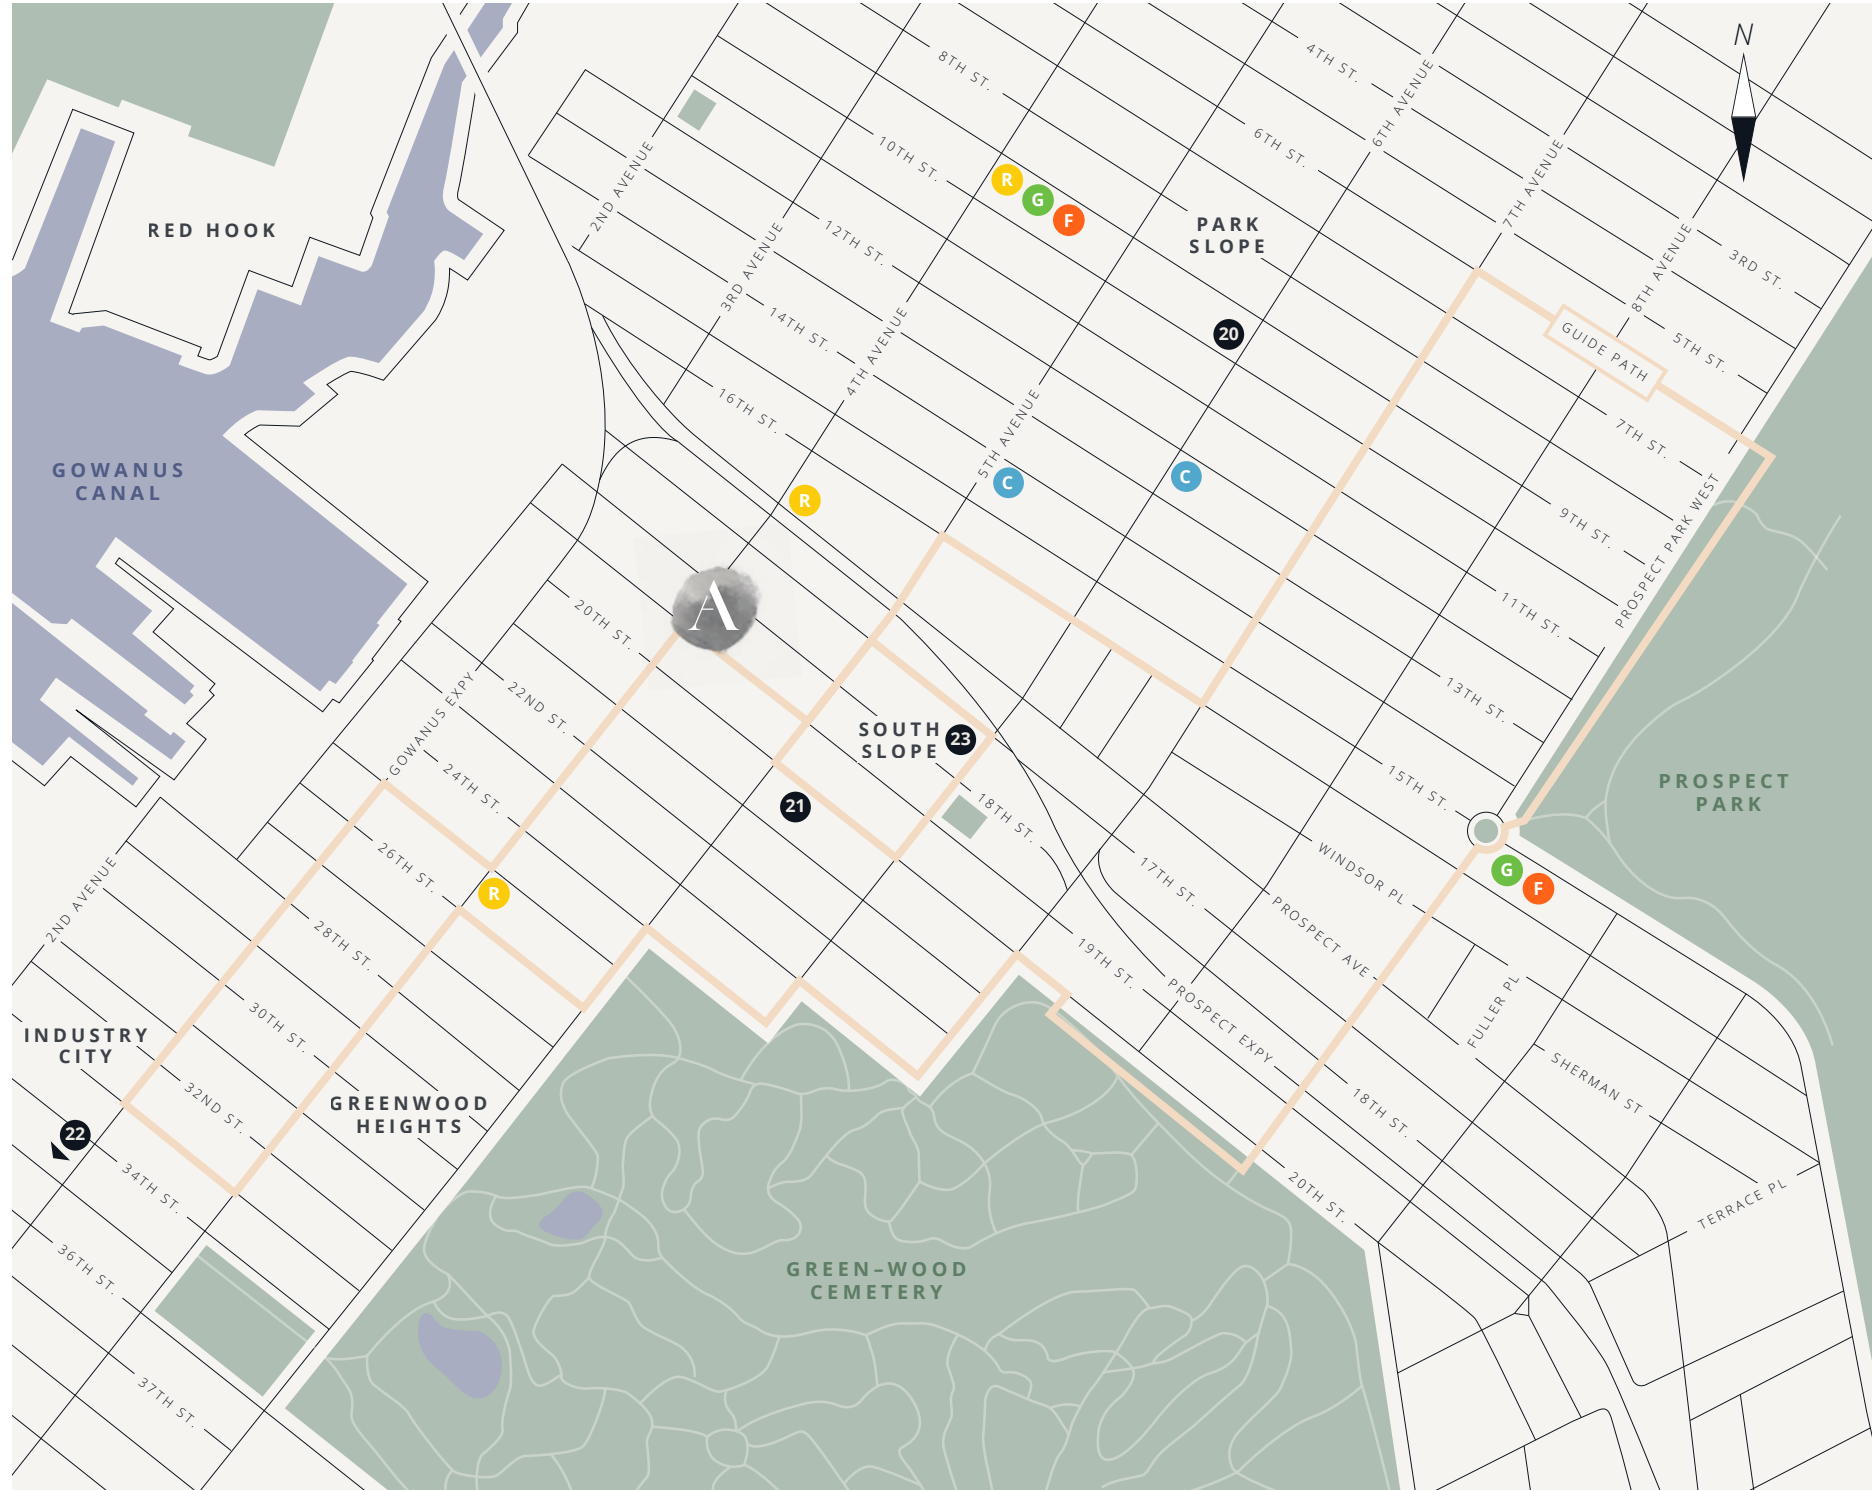 N
4TH ST.
8TH ST.
6TH AVENUE
6TH ST.
10TH ST.
7TH AVENUE
2ND AVENUE
R
G
F
PARK
SLOPE
RED HOOK
12TH ST.
3RD AVENUE
8TH AVENUE
3RD ST.
14TH ST.
20
4TH AVENUE
GUIDE PATH
5TH ST.
16TH ST.
5TH AVENUE
7TH ST.
GOWANUS
CANAL
C
C
R
9TH ST.
PROSPECT PARK WEST
A
20TH ST.
11TH ST.
22ND ST.
GOWANUS EXPY
13TH ST.
SOUTH
SLOPE
23
24TH ST.
21
18TH ST.
15TH ST.
PROSPECT
PARK
26TH ST.
2ND AVENUE
R
17TH ST.
WINDSOR PL
G
F
28TH ST.
19TH ST.
PROSPECT AVE
PROSPECT EXPY
FULLER PL
30TH ST.
INDUSTRY
CITY
32ND ST.
GREENWOOD
HEIGHTS
18TH ST.
SHERMAN ST
22
34TH ST.
20TH ST.
TERRACE PL
36TH ST.
GREEN-WOOD
CEMETERY
37TH ST.